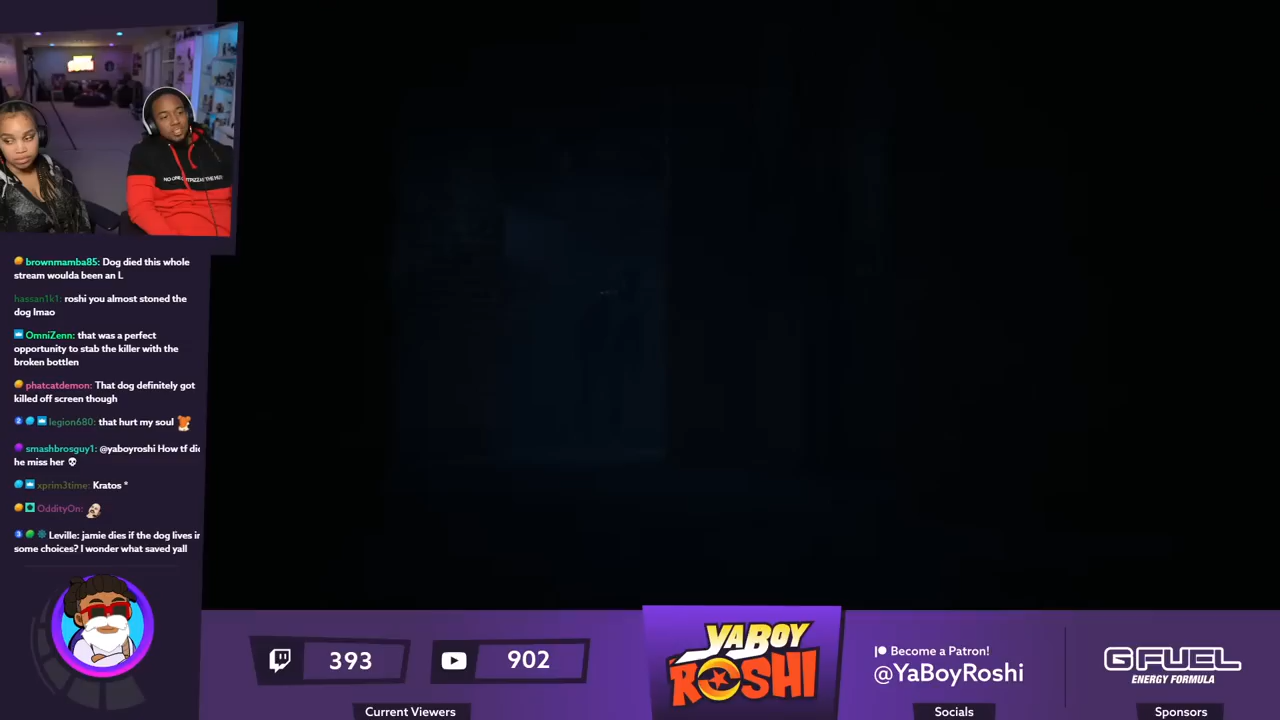 brownmamba85: Dog died this whole
stream woulda been an L
hassan1k1: roshi you almost stoned the
dog lmao
OmniZenn: that was a perfect
opportunity to stab the killer with the
broken bottlen
phatcatdemon: That dog definitely got
killed off screen though
legion680: that hurt my soul
smashbrosguy1: @yaboyroshi How tf did
he miss her
xprim3time: Kratos *
OddityOn:
Leville: jamie dies if the dog lives in
some choices? I wonder what saved yall
393
902
Current Viewers
YABOY
ROSHI
Become a Patron!
@YaBoyRoshi
Socials
G FUEL
ENERGY FORMULA
Sponsors